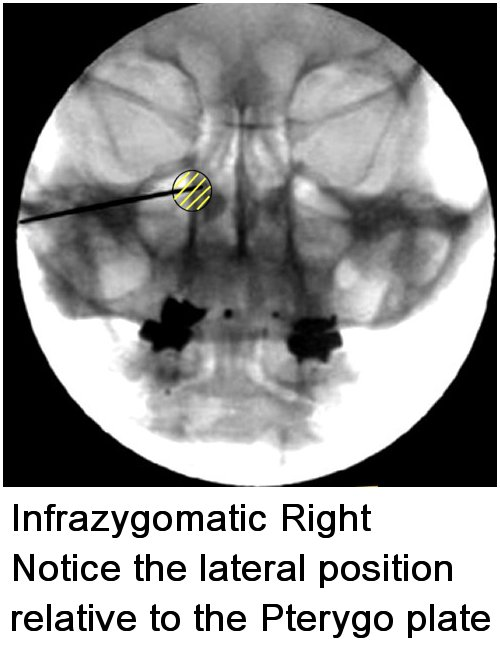 Infrazygomatic Right
Notice the lateral position
relative to the Pterygo plate